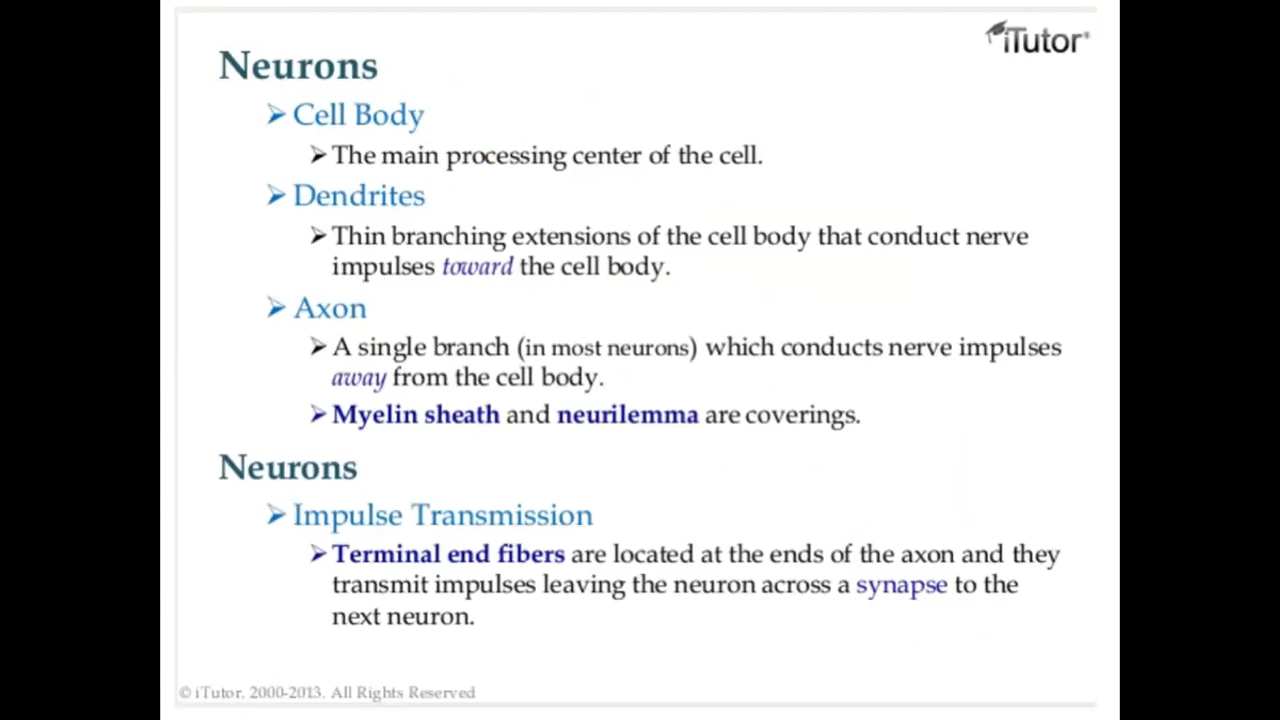 iTutor®
Neurons
➢ Cell Body
➢ The main processing center of the cell.
➢ Dendrites
➢ Thin branching extensions of the cell body that conduct nerve
impulses toward the cell body.
➢ Axon
➢ A single branch (in most neurons) which conducts nerve impulses
away from the cell body.
➢ Myelin sheath and neurilemma are coverings.
Neurons
➢ Impulse Transmission
➢ Terminal end fibers are located at the ends of the axon and they
transmit impulses leaving the neuron across a synapse to the
next neuron.
© iTutor. 2000-2013. All Rights Reserved